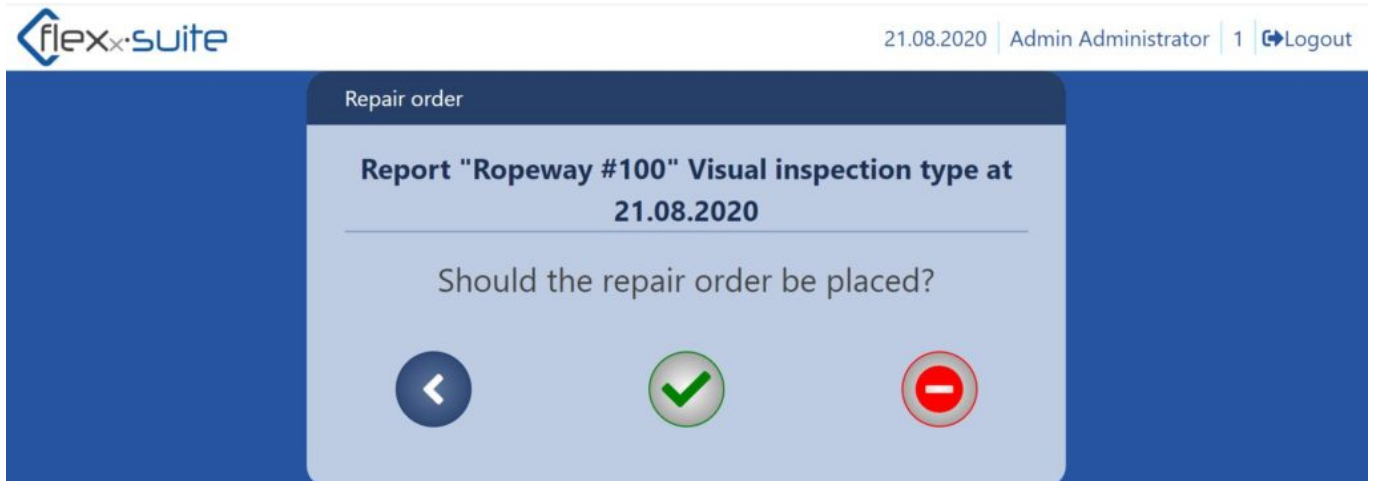 flexx·suite
21.08.2020 Admin Administrator 1 Logout
Repair order
Report "Ropeway #100" Visual inspection type at
21.08.2020
Should the repair order be placed?